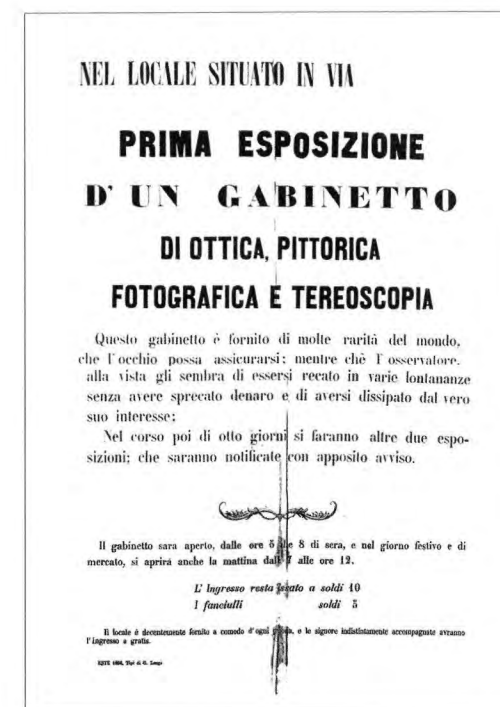 NEL LOCALE SITUATO IN VIA
PRIMA ESPOSIZIONE
D'UN GABINETTO
DI OTTICA, PITTORICA
FOTOGRAFICA E TEREOSCOPIA
Questo gabinetto è fornito di molte rarità del mondo,
che l'occhio possa assicurarsi; mentre chè l'osservatore.
alla vista gli sembra di essersi recato in varie lontananze
senza avere sprecato denaro e di aversi dissipato dal vero
suo interesse;
Nel corso poi di otto giorni si faranno altre due espo-
sizioni; che saranno notificate con apposito avviso.
Il gabinetto sara aperto, dalle ore 5 alle 8 di sera, e nel giorno festivo e di
mercato, si aprirà anche la mattina dalle alle ore 12.
L' Ingresso resta fissato a soldi 10
I fanciulli soldi 5
Il locale è decentemente fornito a comodo d'ogni e le signore indistintamente accompagnate avranno
l'ingresso a gratis.
ESTE Tipi di G. Longo